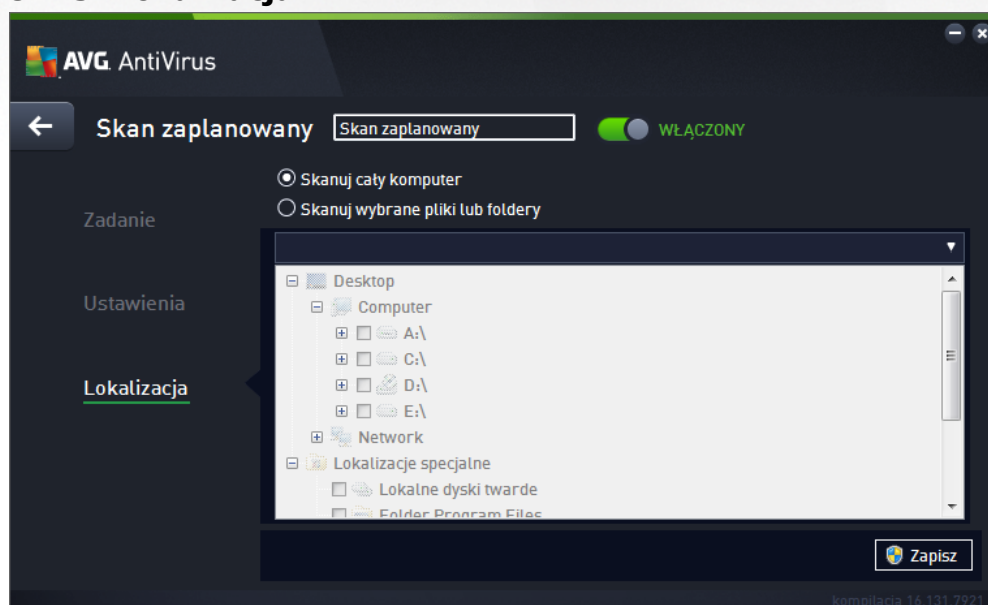 AVG. AntiVirus
Skan zaplanowany
Skan zaplanowany
WŁĄCZONY
Zadanie
Ustawienia
Lokalizacja
Skanuj cały komputer
Skanuj wybrane pliki lub foldery
Desktop
Computer
A:\
C:\
D:\
E:\
Network
Lokalizacje specjalne
Lokalne dyski twarde
Folder Program Files
Zapisz
kompilacja 16.131.7921